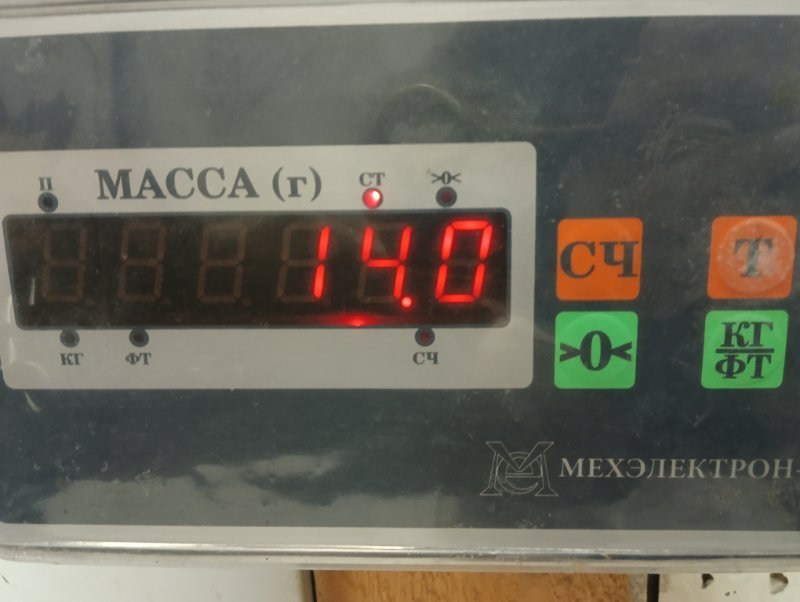 П МАССА (г) СТ >0<
14.0
КГ ФТ СЧ
СЧ Т
>0< КГ
ФТ
МЕХЭЛЕКТРОН-